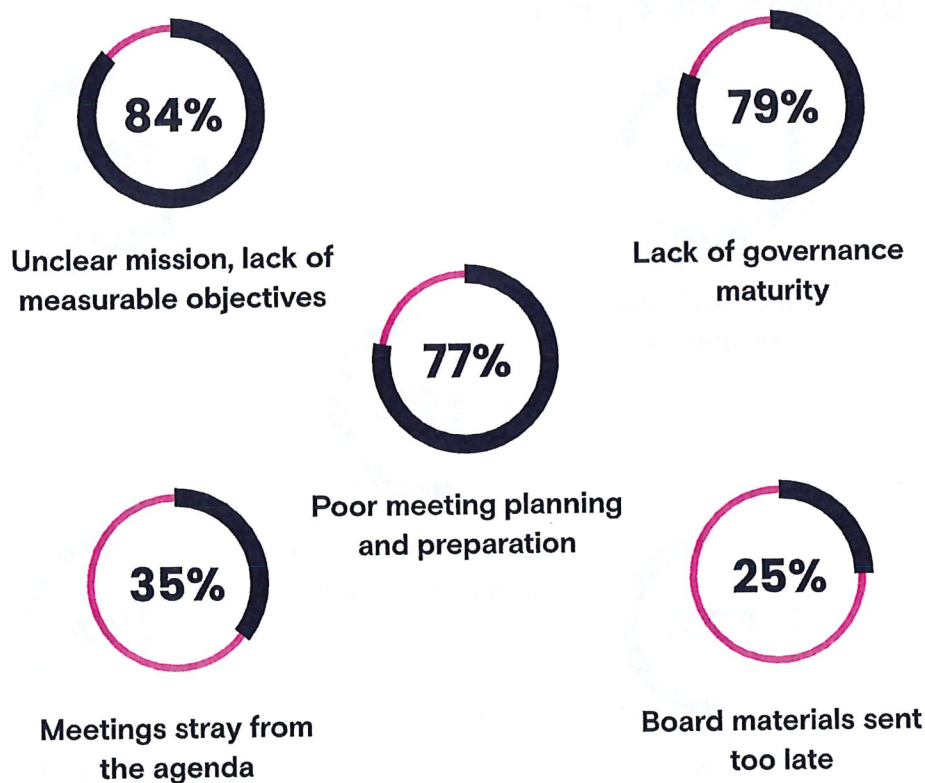 84%
Unclear mission, lack of
measurable objectives
79%
Lack of governance
maturity
77%
Poor meeting planning
and preparation
35%
Meetings stray from
the agenda
25%
Board materials sent
too late